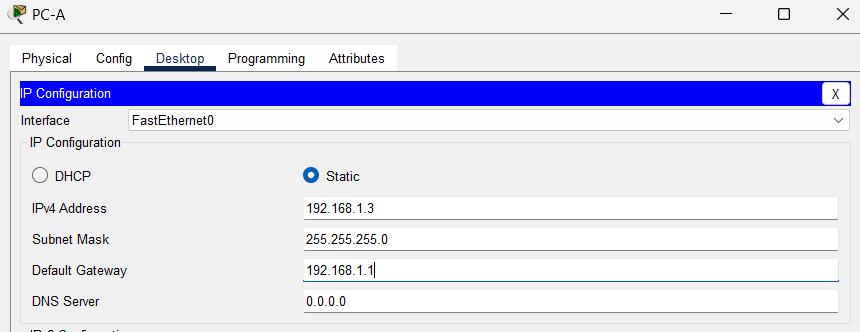 PC-A
Physical Config Desktop Programming Attributes
IP Configuration X
Interface FastEthernet0
IP Configuration
DHCP Static
IPv4 Address 192.168.1.3
Subnet Mask 255.255.255.0
Default Gateway 192.168.1.1
DNS Server 0.0.0.0